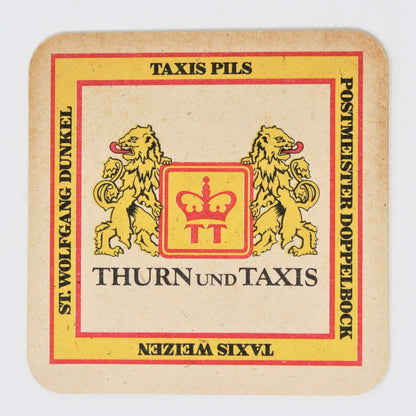 TAXIS PILS
POSTMEISTER DOPPELBOCK
TAXIS WEIZEN
ST. WOLFGANG DUNKEL
TT
THURN UND TAXIS